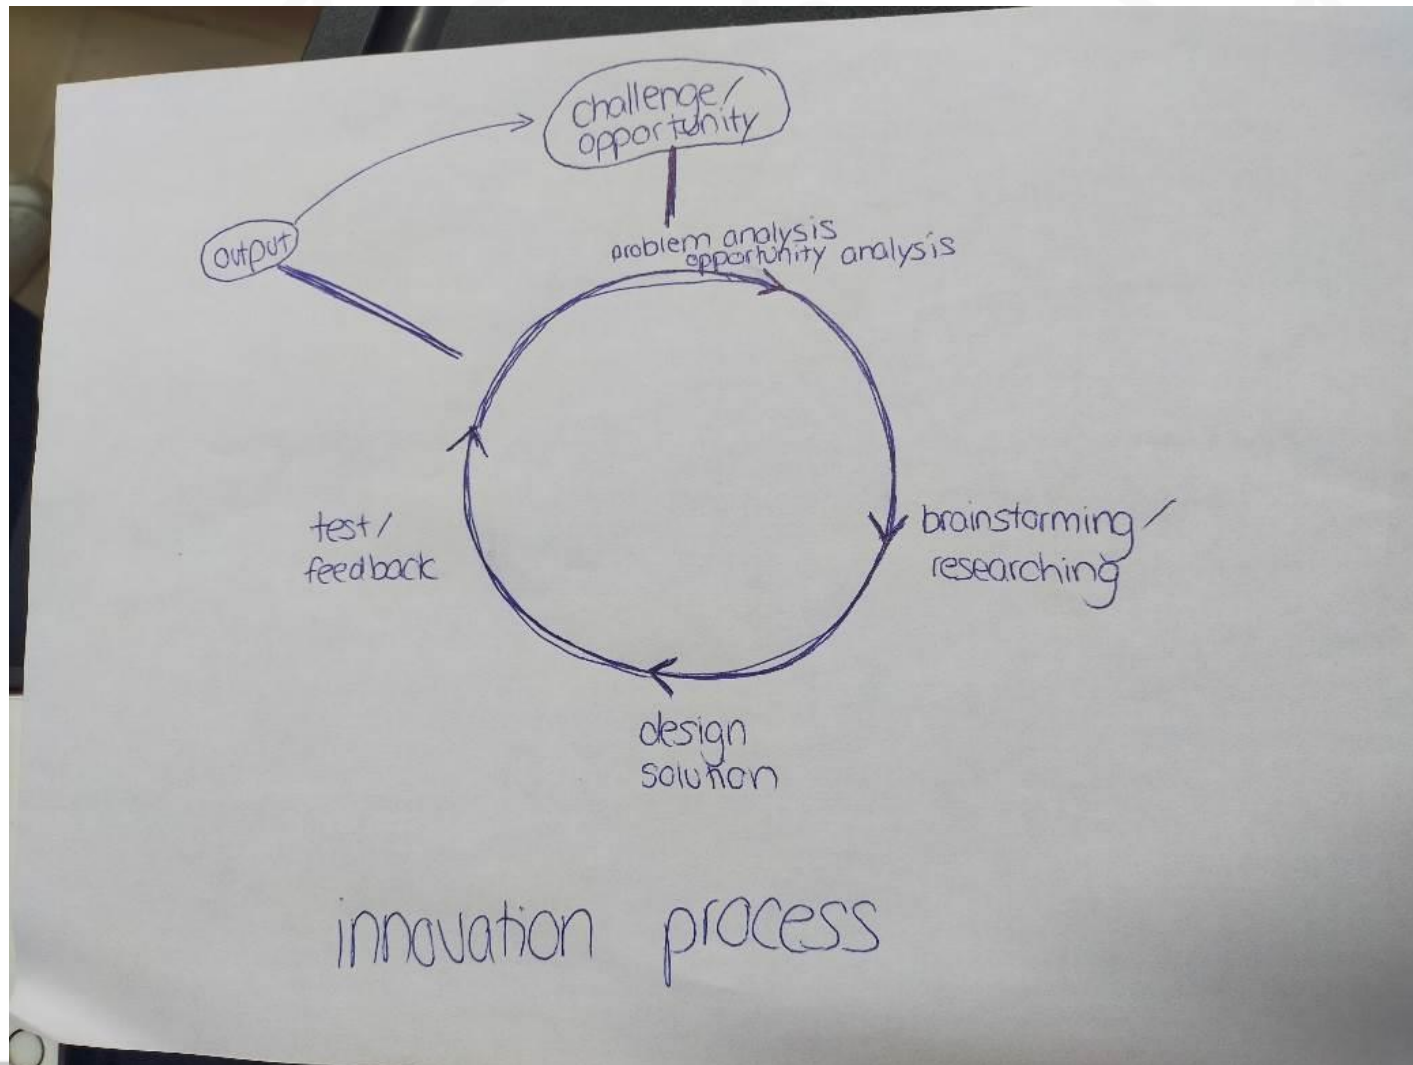 challenge/
opportunity
output
problem analysis
opportunity analysis
brainstorming /
researching
test/
feedback
design
solution
innovation process